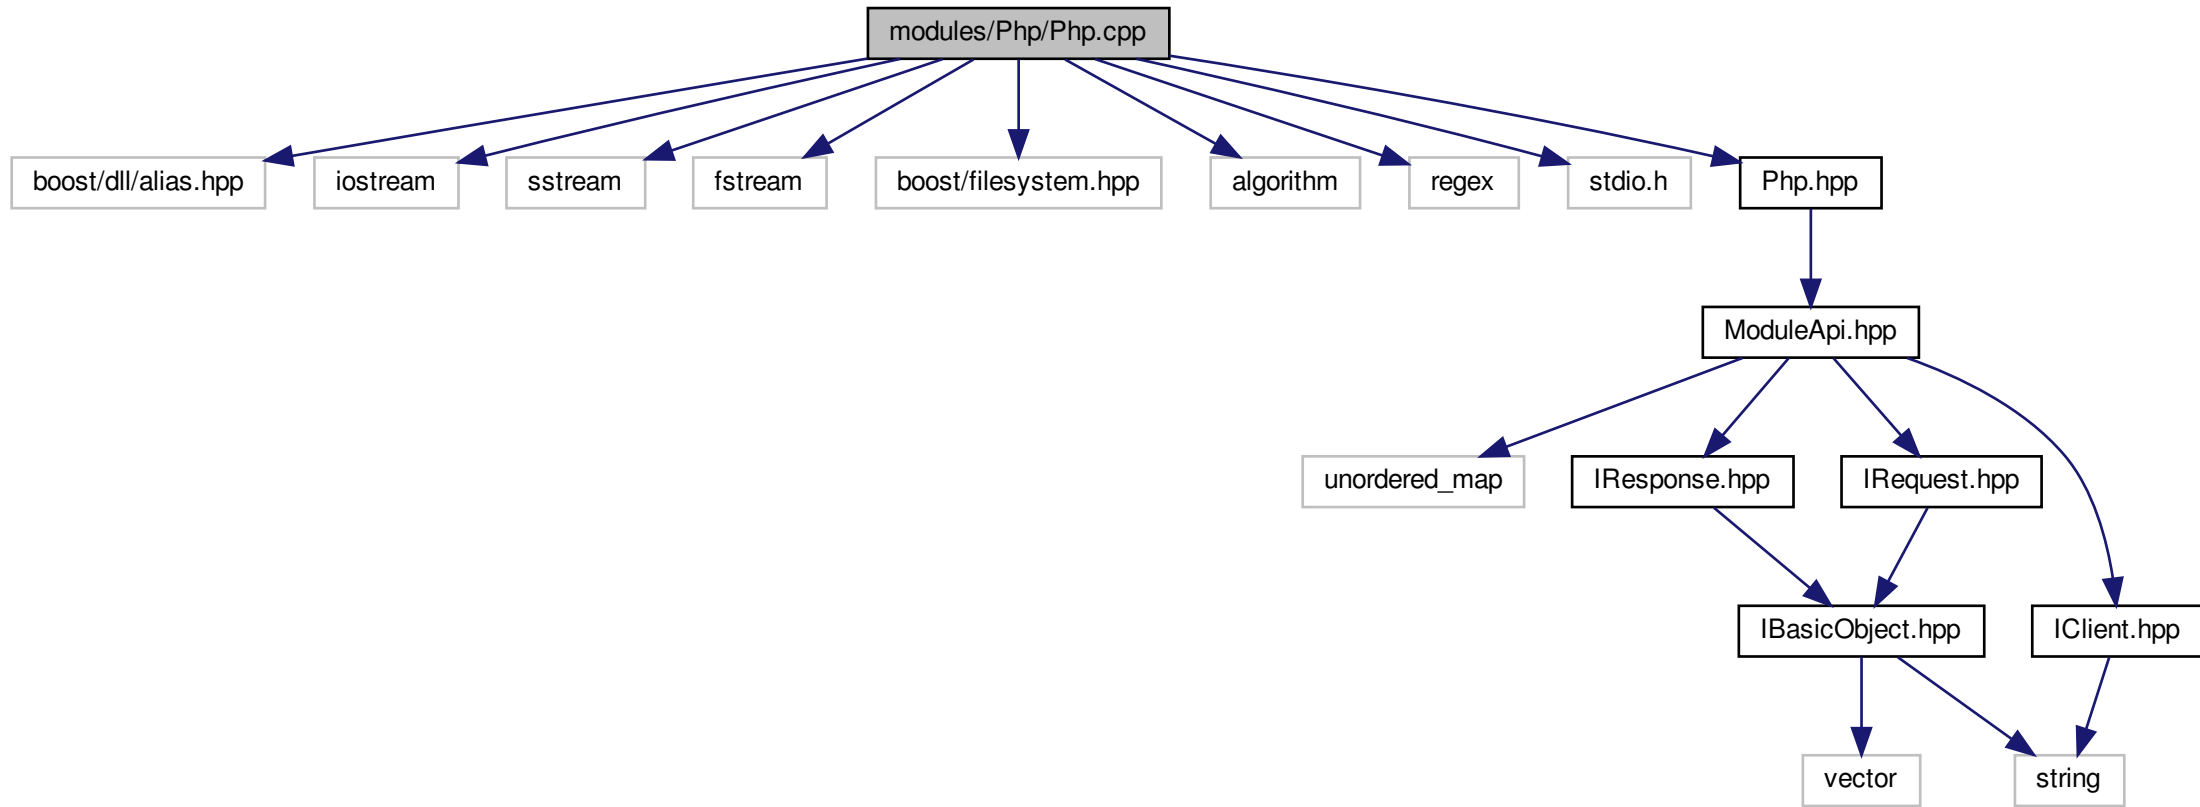 modules/Php/Php.cpp
boost/dll/alias.hpp
iostream
sstream
fstream
boost/filesystem.hpp
algorithm
regex
stdio.h
Php.hpp
ModuleApi.hpp
unordered_map
IResponse.hpp
IRequest.hpp
IBasicObject.hpp
IClient.hpp
vector
string